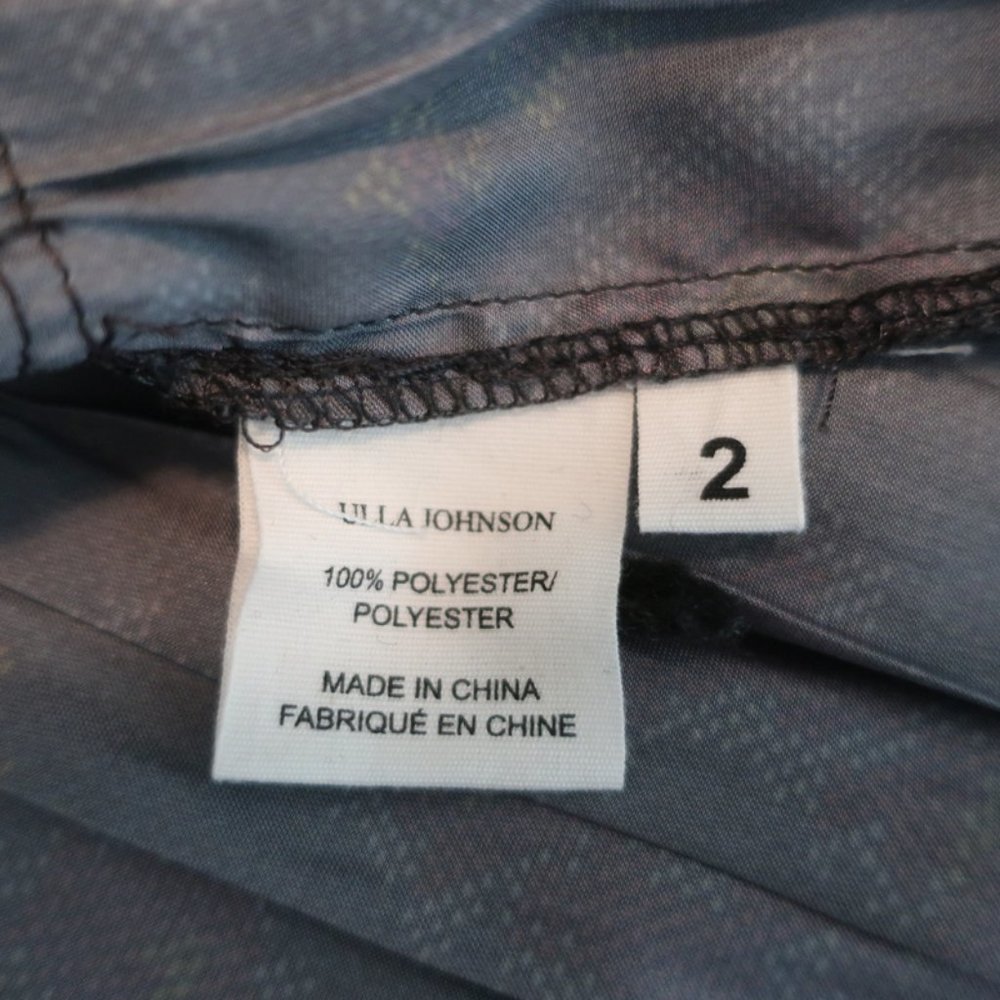 ULLA JOHNSON
100% POLYESTER/
POLYESTER
MADE IN CHINA
FABRIQUÉ EN CHINE
2